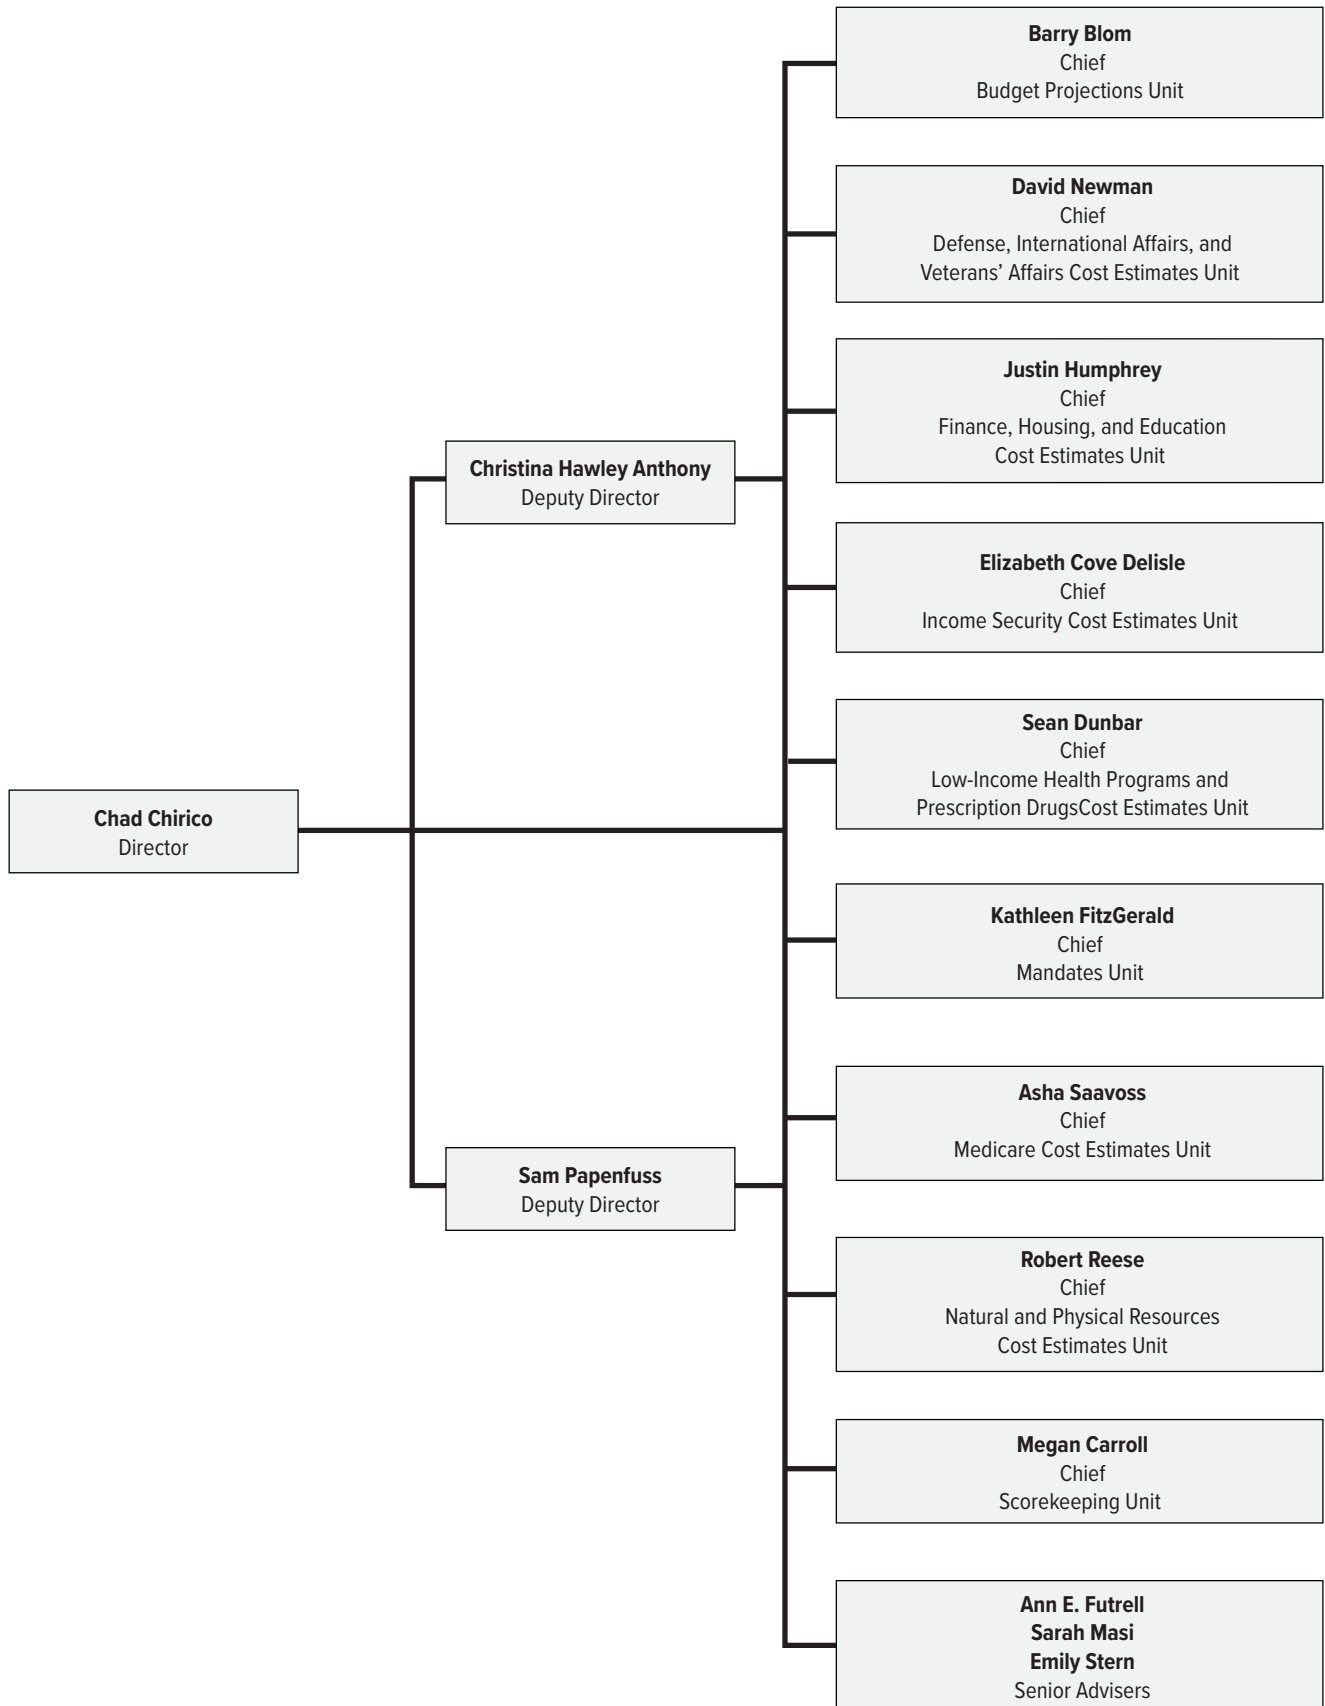 Barry Blom
Chief
Budget Projections Unit
David Newman
Chief
Defense, International Affairs, and
Veterans’ Affairs Cost Estimates Unit
Justin Humphrey
Chief
Finance, Housing, and Education
Cost Estimates Unit
Christina Hawley Anthony
Deputy Director
Elizabeth Cove Delisle
Chief
Income Security Cost Estimates Unit
Sean Dunbar
Chief
Low-Income Health Programs and
Prescription DrugsCost Estimates Unit
Chad Chirico
Director
Kathleen FitzGerald
Chief
Mandates Unit
Asha Saavoss
Chief
Medicare Cost Estimates Unit
Sam Papenfuss
Deputy Director
Robert Reese
Chief
Natural and Physical Resources
Cost Estimates Unit
Megan Carroll
Chief
Scorekeeping Unit
Ann E. Futrell
Sarah Masi
Emily Stern
Senior Advisers